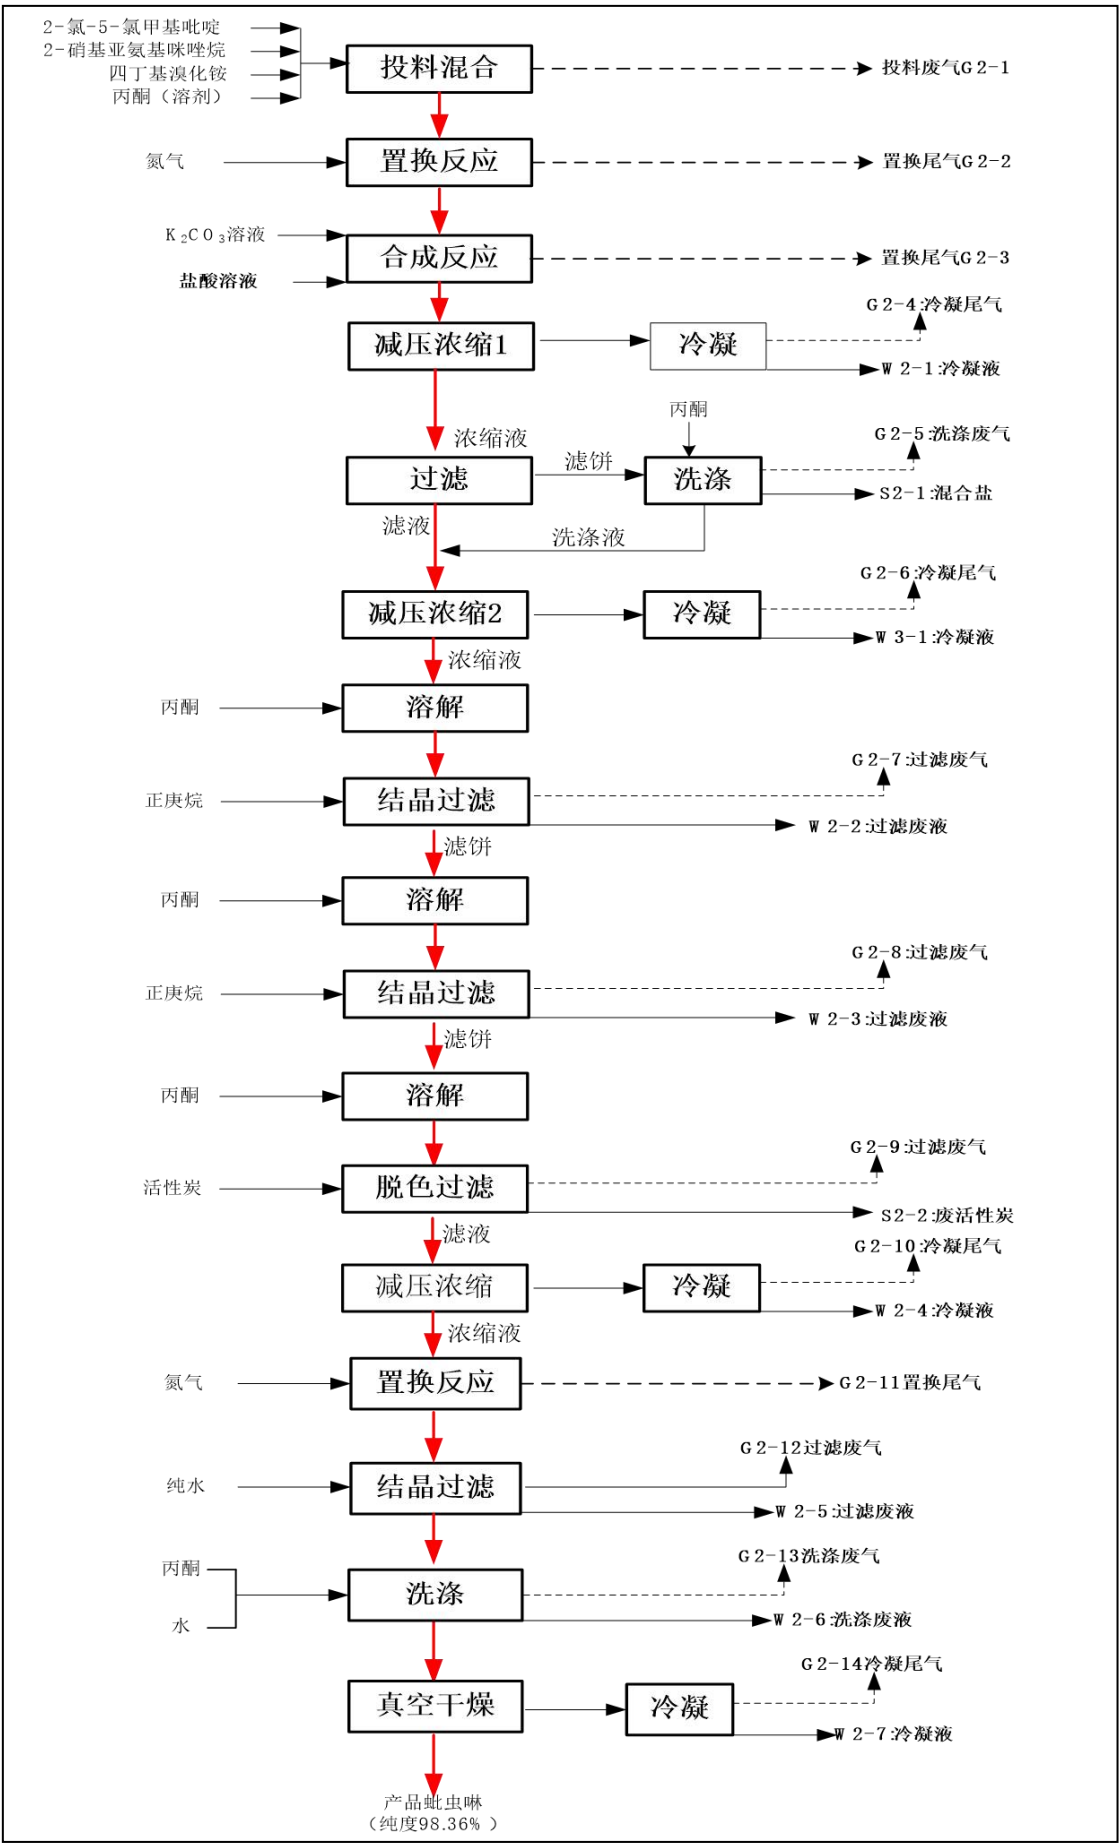 2-氯-5-氯甲基吡啶
2-硝基亚氨基咪唑烷
四丁基溴化铵
丙酮（溶剂）
投料混合
投料废气G2-1
氮气
置换反应
置换尾气G2-2
K₂CO₃溶液
盐酸溶液
合成反应
置换尾气G2-3
减压浓缩1
冷凝
G2-4:冷凝尾气
W2-1:冷凝液
浓缩液
丙酮
过滤
滤饼
洗涤
G2-5:洗涤废气
S2-1:混合盐
滤液
洗涤液
减压浓缩2
冷凝
G2-6:冷凝尾气
W3-1:冷凝液
浓缩液
丙酮
溶解
正庚烷
结晶过滤
G2-7:过滤废气
W2-2:过滤废液
滤饼
丙酮
溶解
正庚烷
结晶过滤
G2-8:过滤废气
W2-3:过滤废液
滤饼
丙酮
溶解
活性炭
脱色过滤
G2-9:过滤废气
S2-2:废活性炭
滤液
减压浓缩
冷凝
G2-10:冷凝尾气
W2-4:冷凝液
浓缩液
氮气
置换反应
G2-11置换尾气
纯水
结晶过滤
G2-12过滤废气
W2-5:过滤废液
丙酮
水
洗涤
G2-13洗涤废气
W2-6:洗涤废液
真空干燥
冷凝
G2-14冷凝尾气
W2-7:冷凝液
产品蚍虫啉
（纯度98.36%）